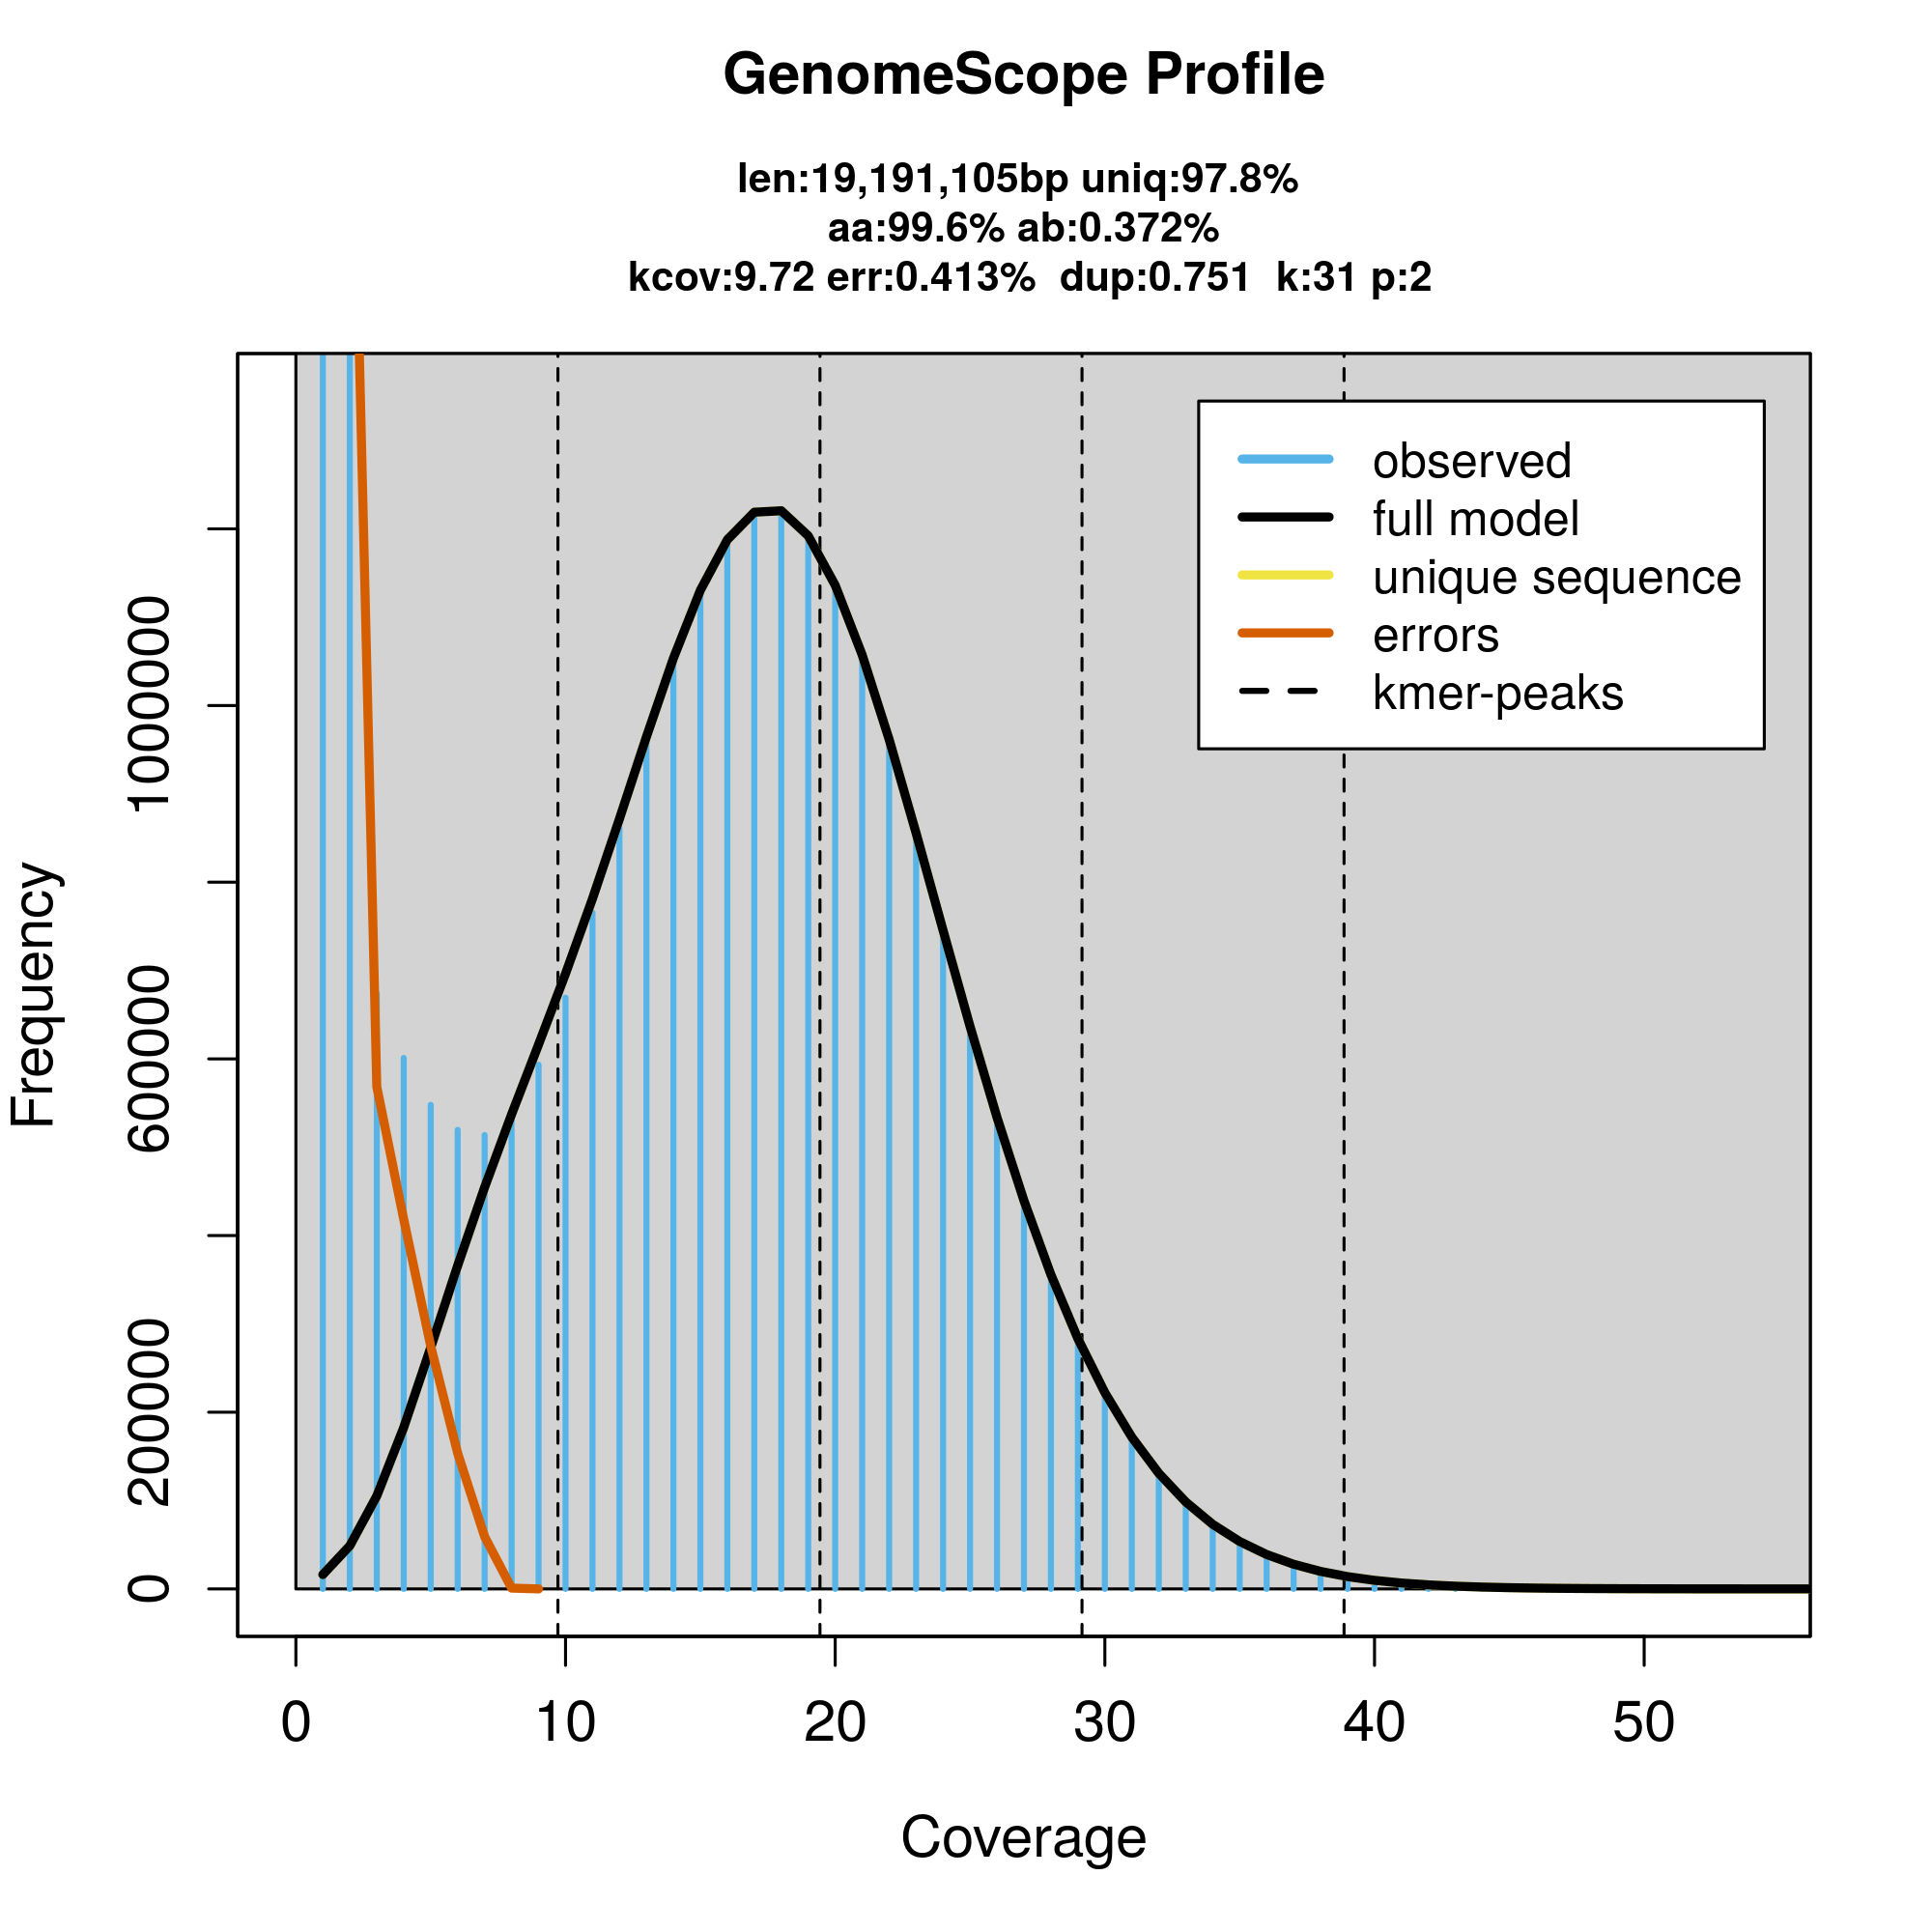 GenomeScope Profile
len:19,191,105bp uniq:97.8%
aa:99.6% ab:0.372%
kcov:9.72 err:0.413% dup:0.751 k:31 p:2
observed
full model
unique sequence
errors
kmer-peaks
Frequency
1000000
600000
200000
0
0 10 20 30 40 50
Coverage